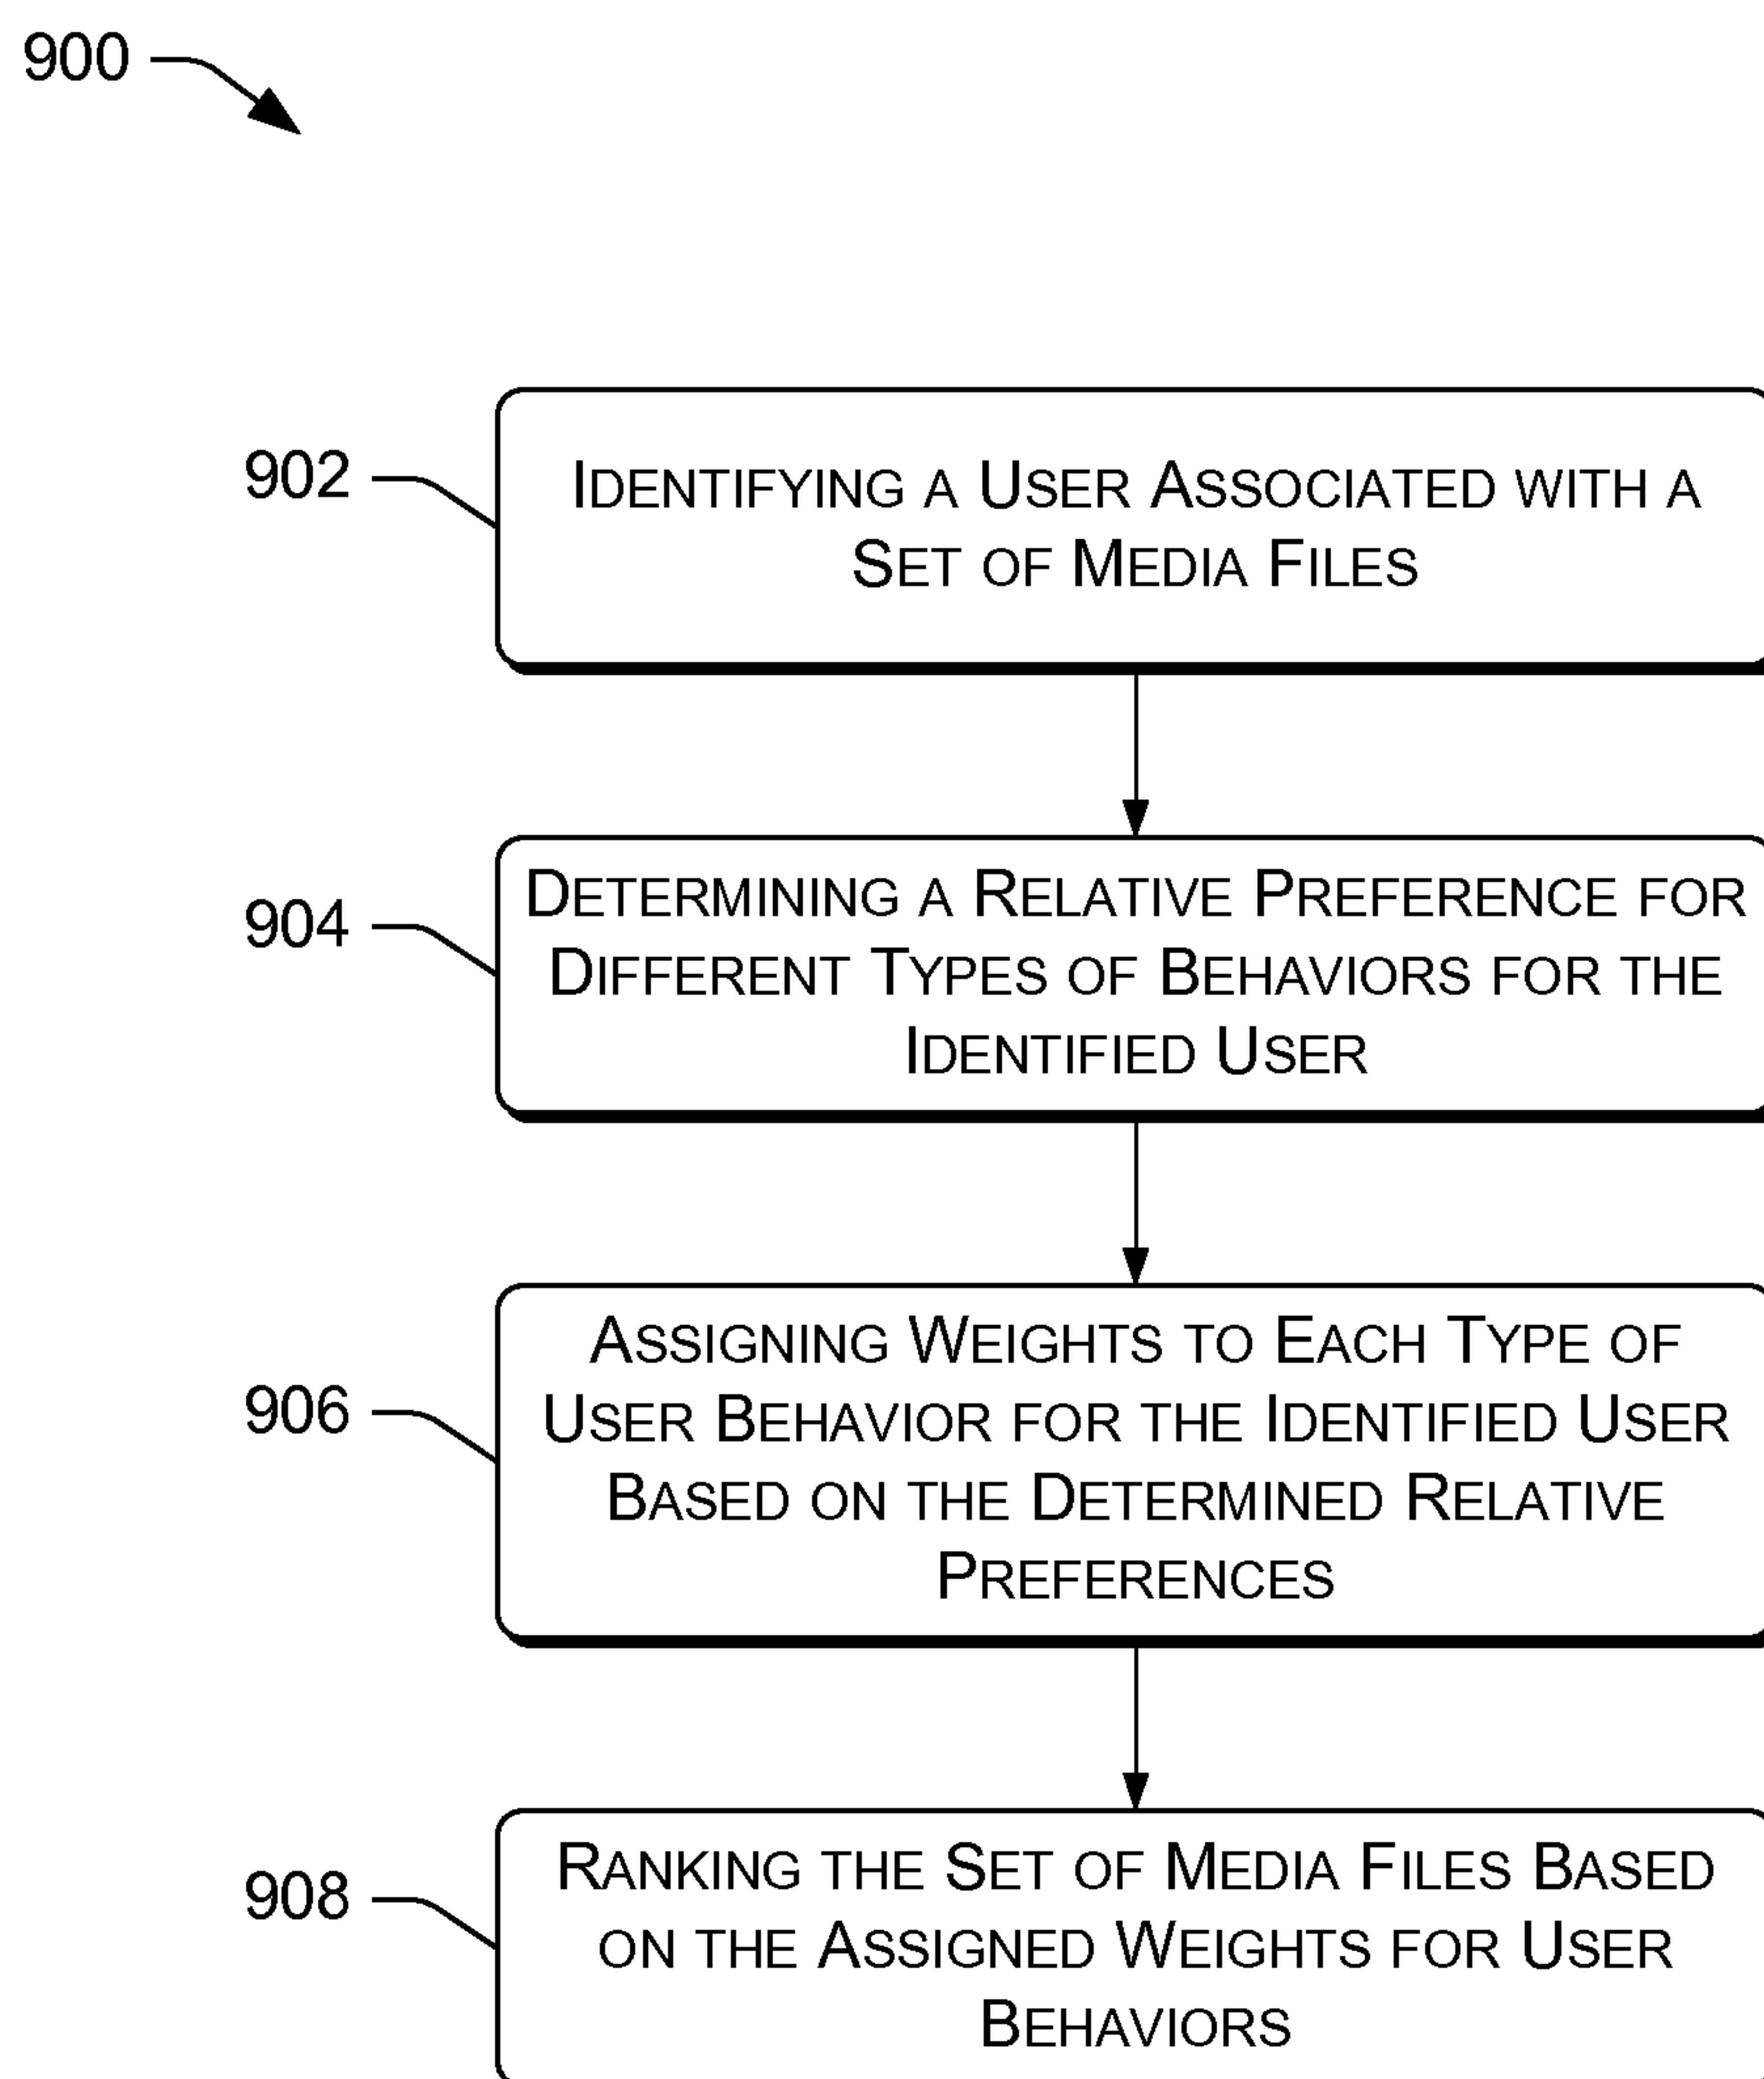 900
902
Identifying a User Associated with a
Set of Media Files
904
Determining a Relative Preference for
Different Types of Behaviors for the
Identified User
906
Assigning Weights to Each Type of
User Behavior for the Identified User
Based on the Determined Relative
Preferences
908
Ranking the Set of Media Files Based
on the Assigned Weights for User
Behaviors